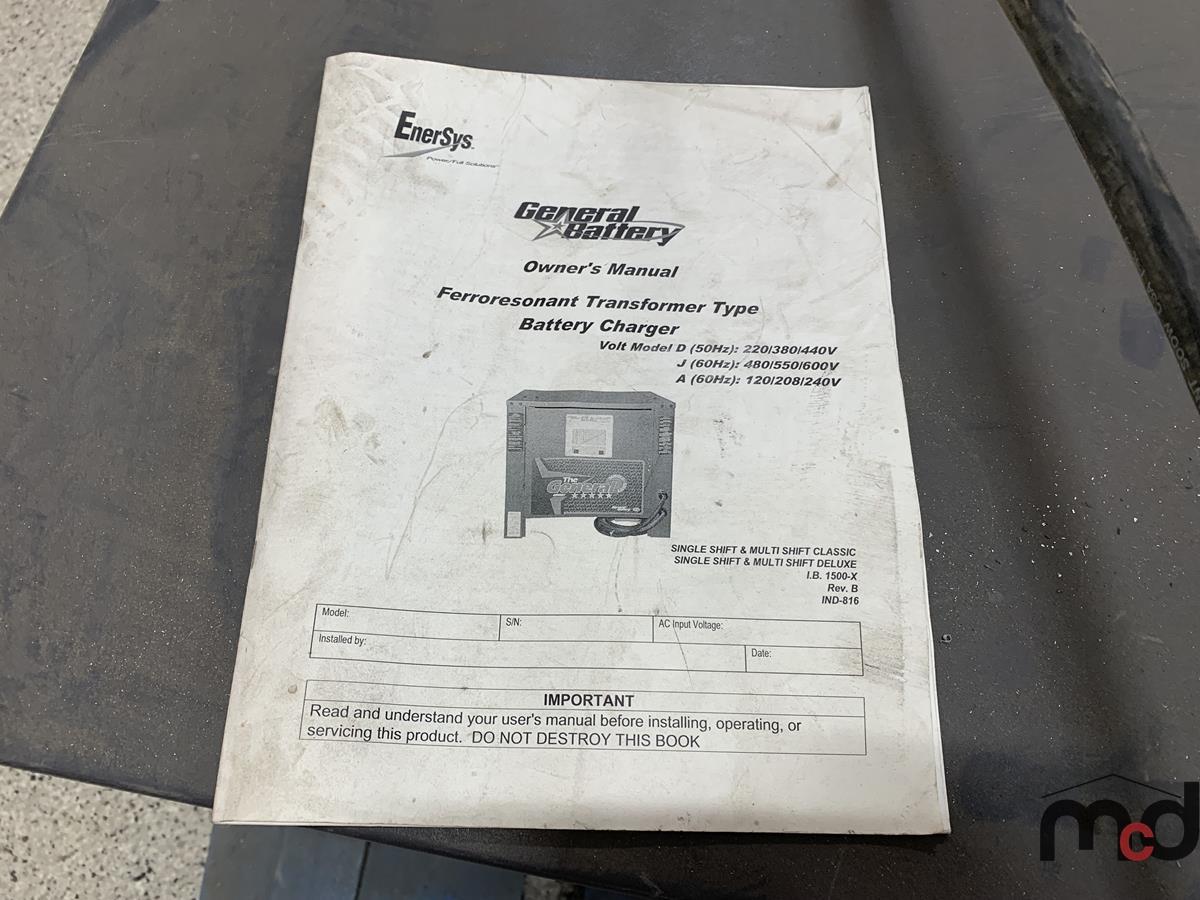 EnerSys
Power/Full Solutions
General
Battery
Owner's Manual
Ferroresonant Transformer Type
Battery Charger
Volt Model D (50Hz): 220/380/440V
J (60Hz): 480/550/600V
A (60Hz): 120/208/240V
The
General
SINGLE SHIFT & MULTI SHIFT CLASSIC
SINGLE SHIFT & MULTI SHIFT DELUXE
I.B. 1500-X
Rev. B
IND-816
Model:
S/N:
AC Input Voltage:
Installed by:
Date:
IMPORTANT
Read and understand your user's manual before installing, operating, or
servicing this product. DO NOT DESTROY THIS BOOK
mcd